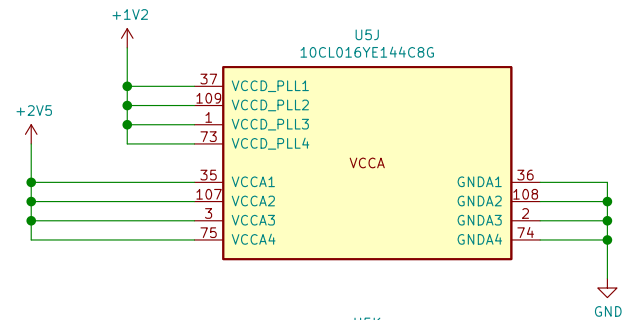 +1V2
U5J
10CL016YE144C8G
37 VCCD_PLL1
109 VCCD_PLL2
+2V5
1 VCCD_PLL3
73 VCCD_PLL4
VCCA
35 VCCA1 GNDA1 36
107 VCCA2 GNDA2 108
3 VCCA3 GNDA3 2
75 VCCA4 GNDA4 74
GND